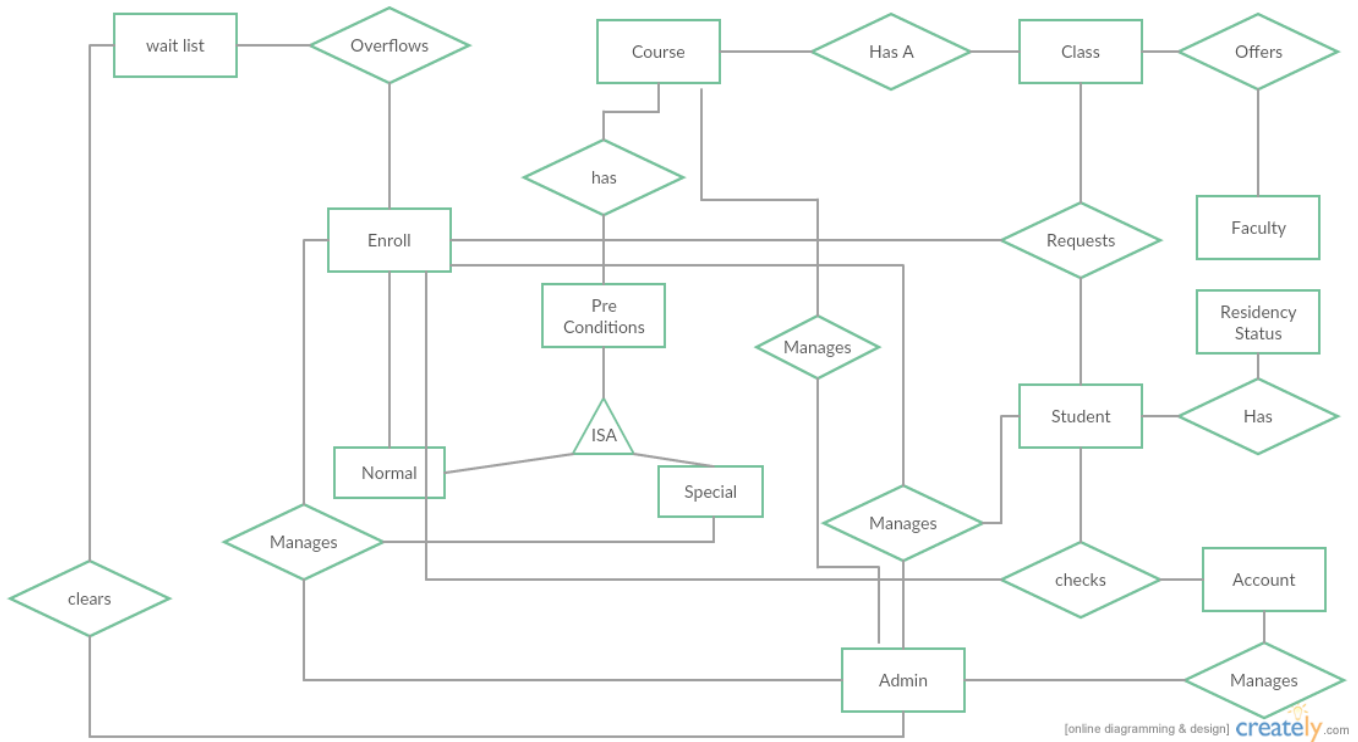 wait list
Overflows
Course
Has A
Class
Offers
has
Enroll
Requests
Faculty
Pre
Conditions
Manages
Residency
Status
ISA
Student
Has
Normal
Special
Manages
Manages
clears
checks
Account
Admin
Manages
[online diagramming & design] creately.com